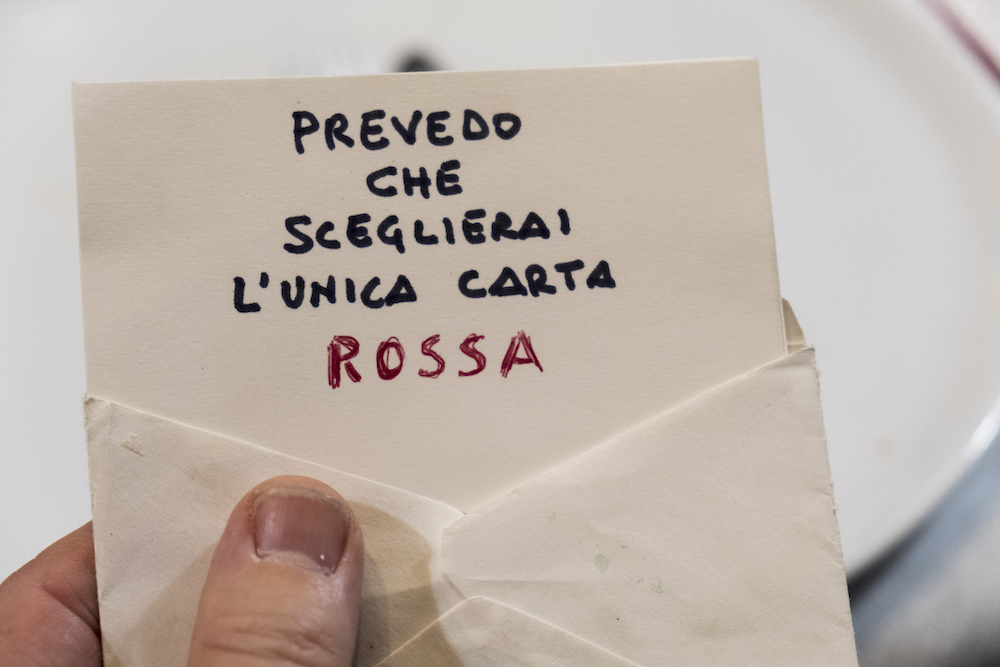 PREVEDO
CHE
SCEGLIERAI
L'UNICA CARTA
ROSSA